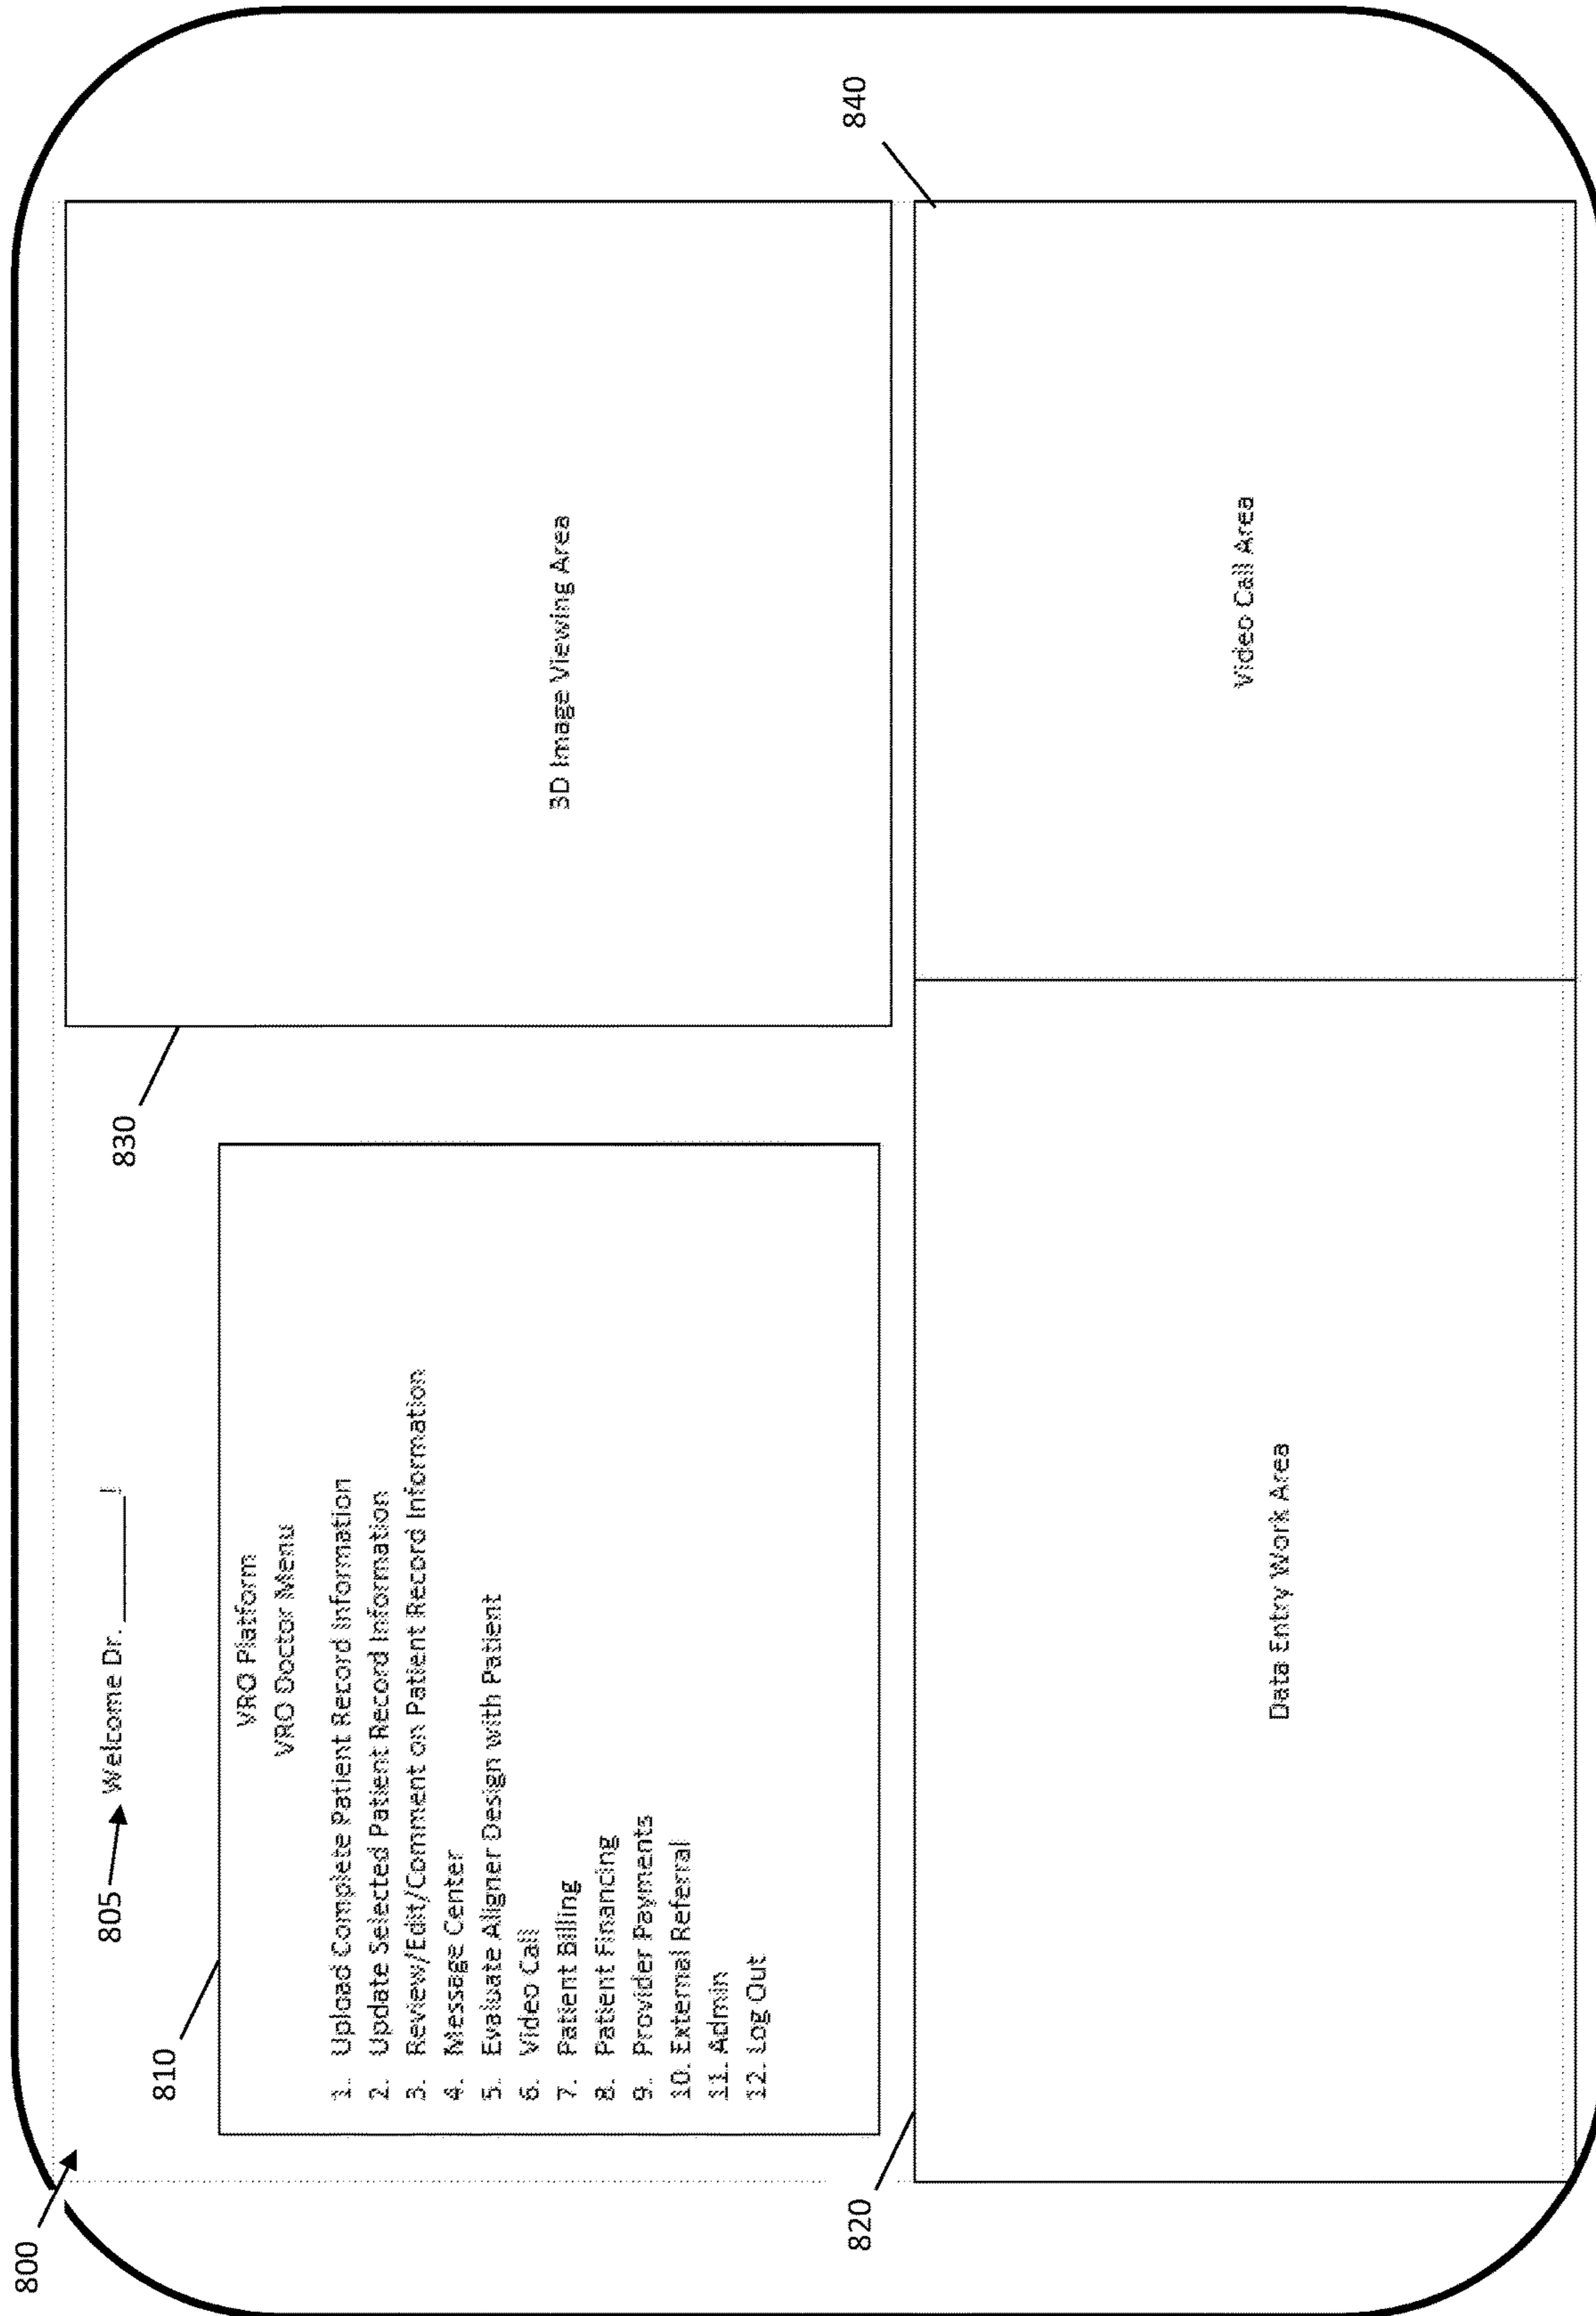 800
805
Welcome Dr. ________!
810
VRO Platform
VRO Doctor Menu
1. Upload Complete Patient Record Information
2. Update Selected Patient Record Information
3. Review/Edit/Comment on Patient Record Information
4. Message Center
5. Evaluate Aligner Design with Patient
6. Video Call
7. Patient Billing
8. Patient Financing
9. Provider Payments
10. External Referral
11. Admin
12. Log Out
830
3D Image Viewing Area
820
Data Entry Work Area
840
Video Call Area